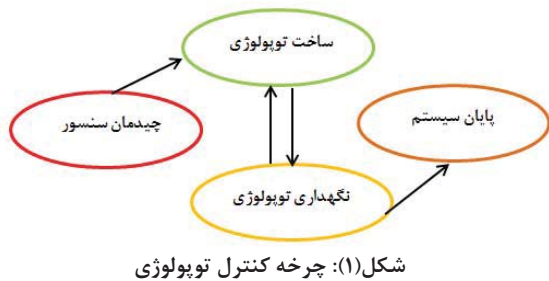 ساخت توپولوژی
چیدمان سنسور
پایان سیستم
نگهداری توپولوژی
شکل(۱): چرخه کنترل توپولوژی